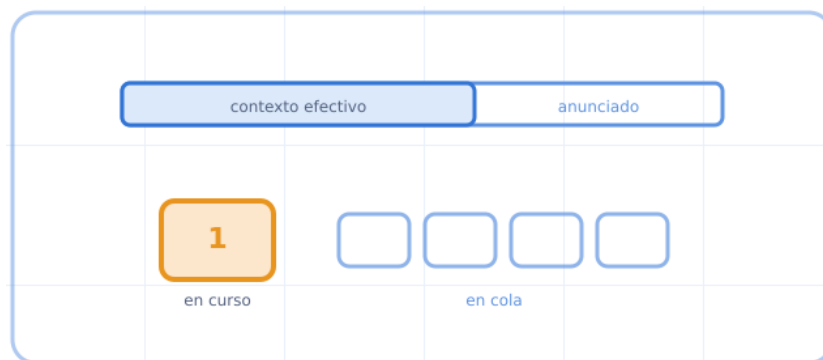 contexto efectivo anunciado
1
en curso en cola